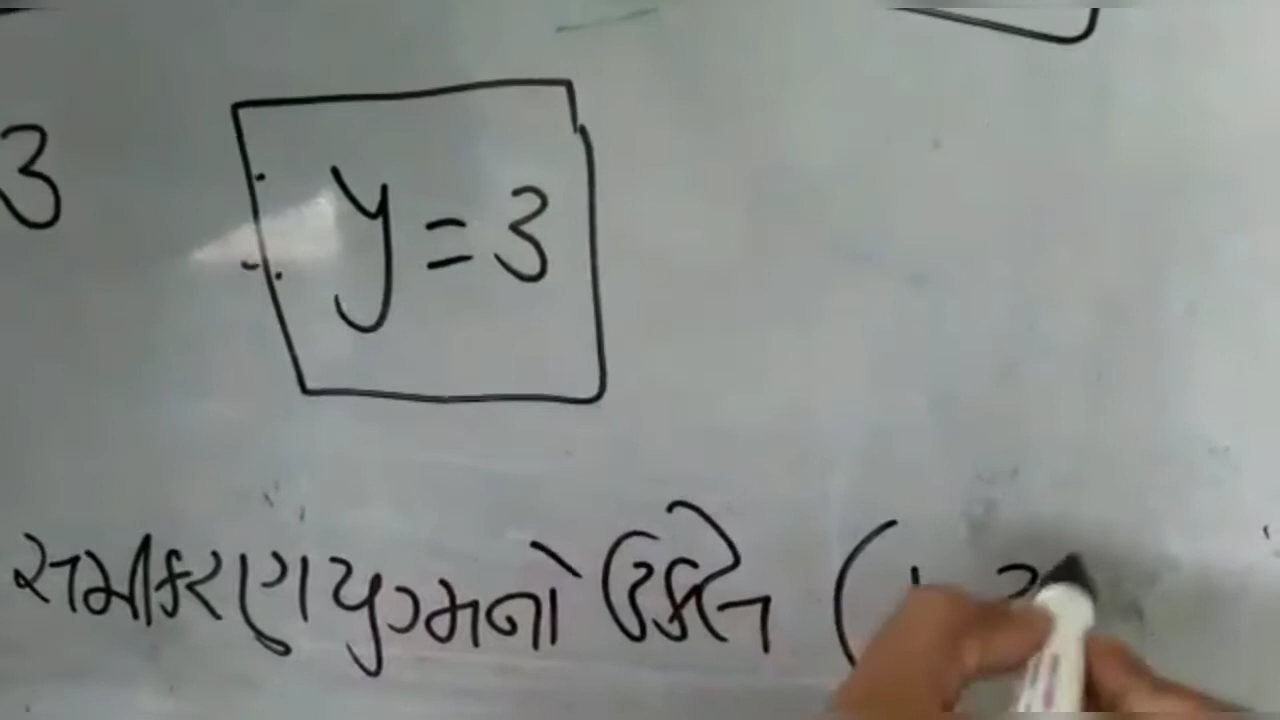 3 y = 3
સમીકરણ યુગ્મનો ઉકેલ (